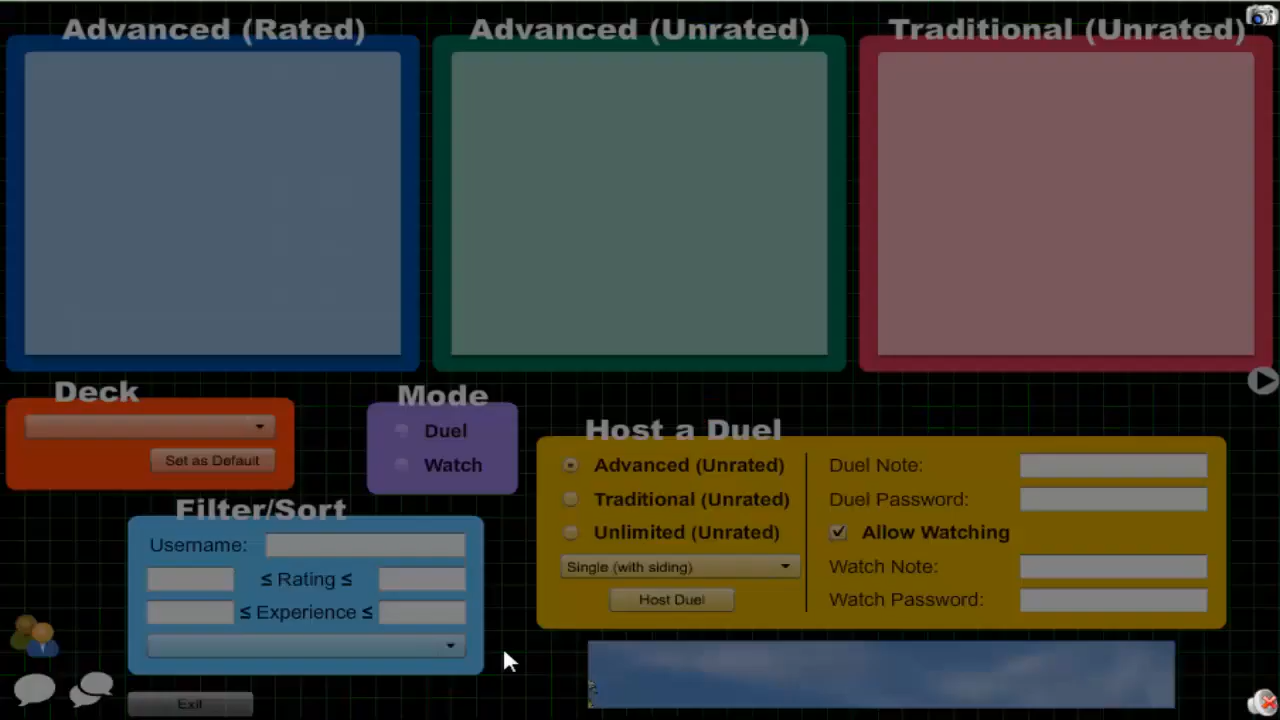 Advanced (Rated)
Advanced (Unrated)
Traditional (Unrated)
Deck
Set as Default
Mode
Duel
Watch
Filter/Sort
Username:
≤ Rating ≤
≤ Experience ≤
Exit
Host a Duel
Advanced (Unrated)
Traditional (Unrated)
Unlimited (Unrated)
Single (with siding)
Host Duel
Duel Note:
Duel Password:
Allow Watching
Watch Note:
Watch Password: